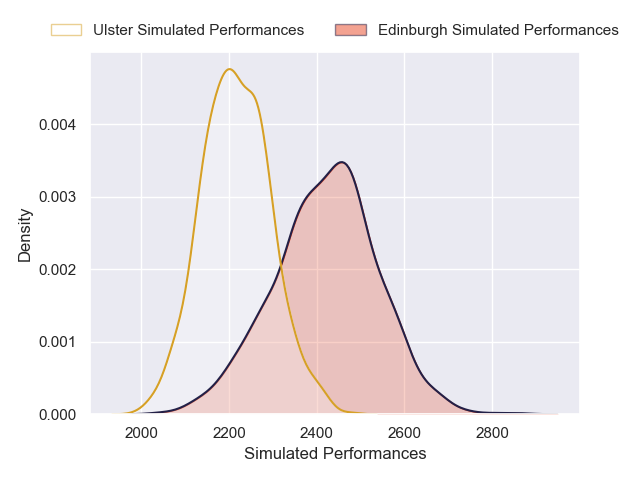 Ulster Simulated Performances Edinburgh Simulated Performances
0.004
0.003
0.002
0.001
0.000
Density
2000 2200 2400 2600 2800
Simulated Performances